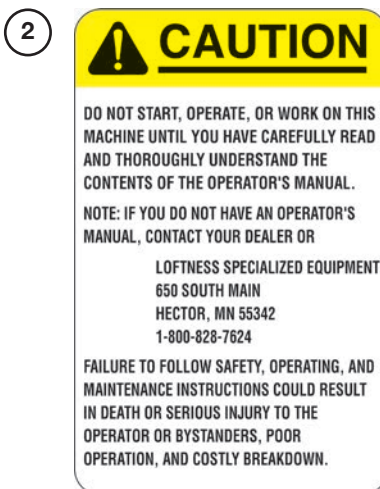 2
CAUTION
DO NOT START, OPERATE, OR WORK ON THIS
MACHINE UNTIL YOU HAVE CAREFULLY READ
AND THOROUGHLY UNDERSTAND THE
CONTENTS OF THE OPERATOR'S MANUAL.
NOTE: IF YOU DO NOT HAVE AN OPERATOR'S
MANUAL, CONTACT YOUR DEALER OR
LOFTNESS SPECIALIZED EQUIPMENT
650 SOUTH MAIN
HECTOR, MN 55342
1-800-828-7624
FAILURE TO FOLLOW SAFETY, OPERATING, AND
MAINTENANCE INSTRUCTIONS COULD RESULT
IN DEATH OR SERIOUS INJURY TO THE
OPERATOR OR BYSTANDERS, POOR
OPERATION, AND COSTLY BREAKDOWN.